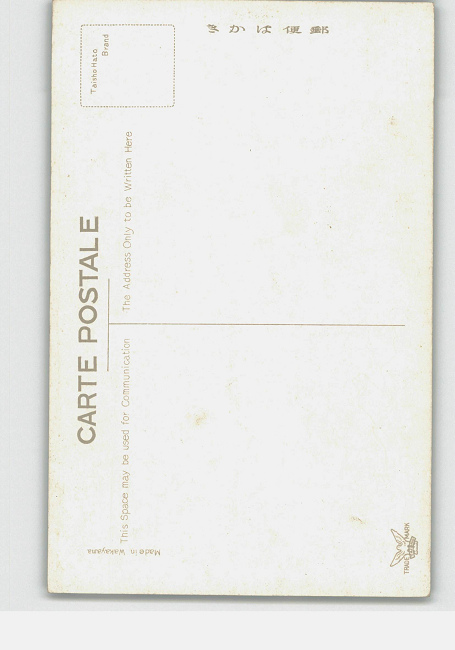 きかは便郵
Taisho Hato
Brand
CARTE POSTALE
The Address Only to be Written Here
This Space may be used for Communication
Made in Wakayama
TRADE MARK